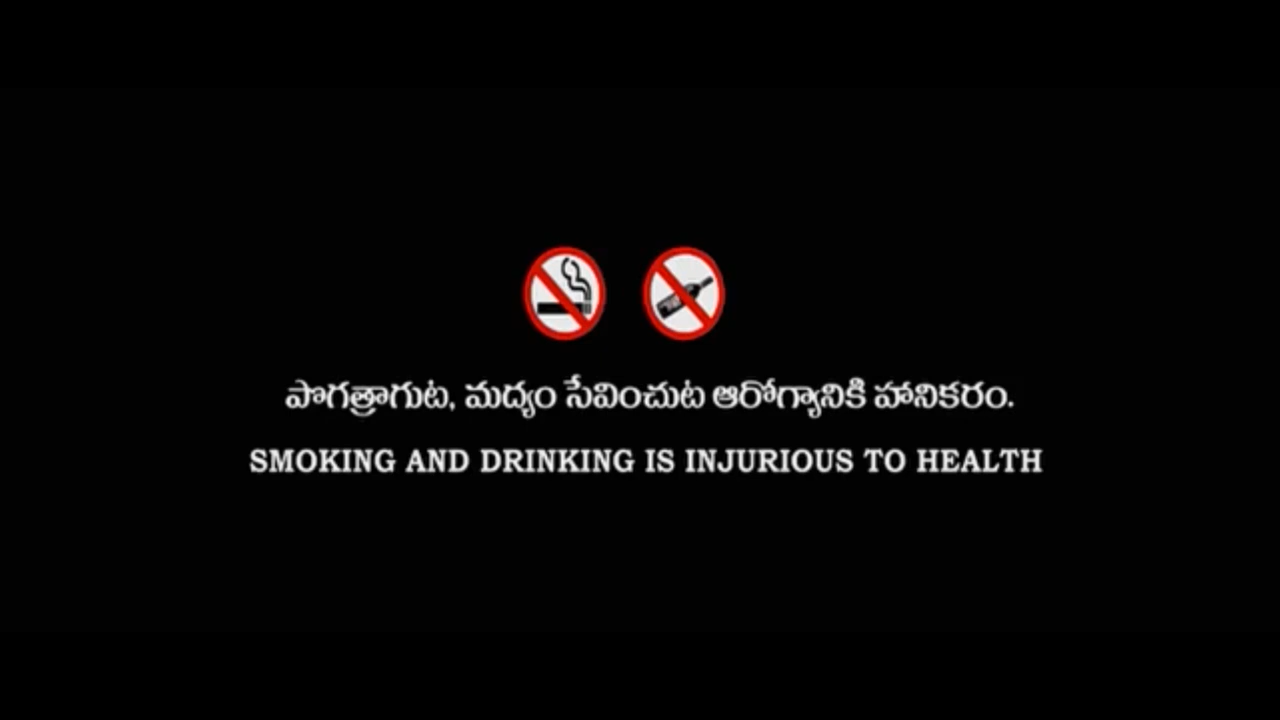 పొగత్రాగుట, మద్యం సేవించుట ఆరోగ్యానికి హానికరం.
SMOKING AND DRINKING IS INJURIOUS TO HEALTH